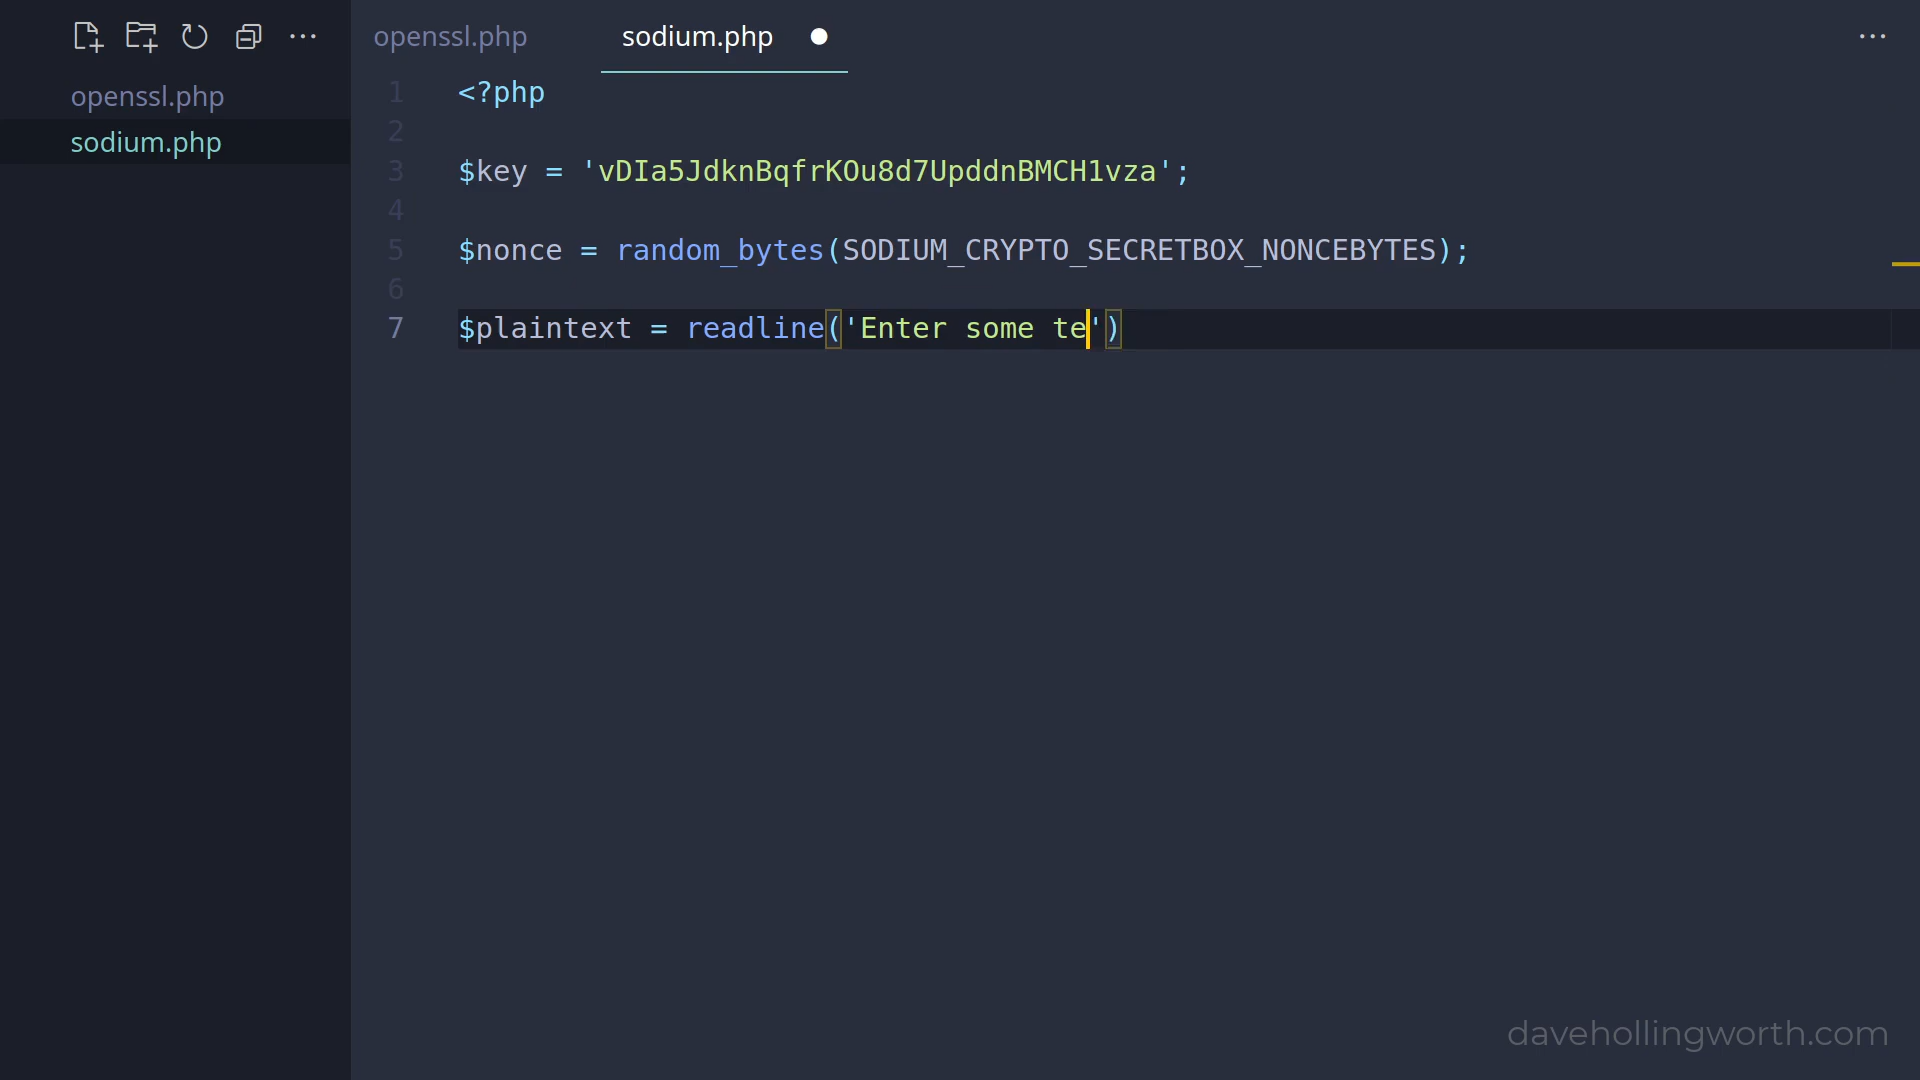 openssl.php
sodium.php
openssl.php
sodium.php
1 <?php
2
3 $key = 'vDIa5JdknBqfrKOu8d7UpddnBMCH1vza';
4
5 $nonce = random_bytes(SODIUM_CRYPTO_SECRETBOX_NONCEBYTES);
6
7 $plaintext = readline('Enter some te')
davehollingworth.com